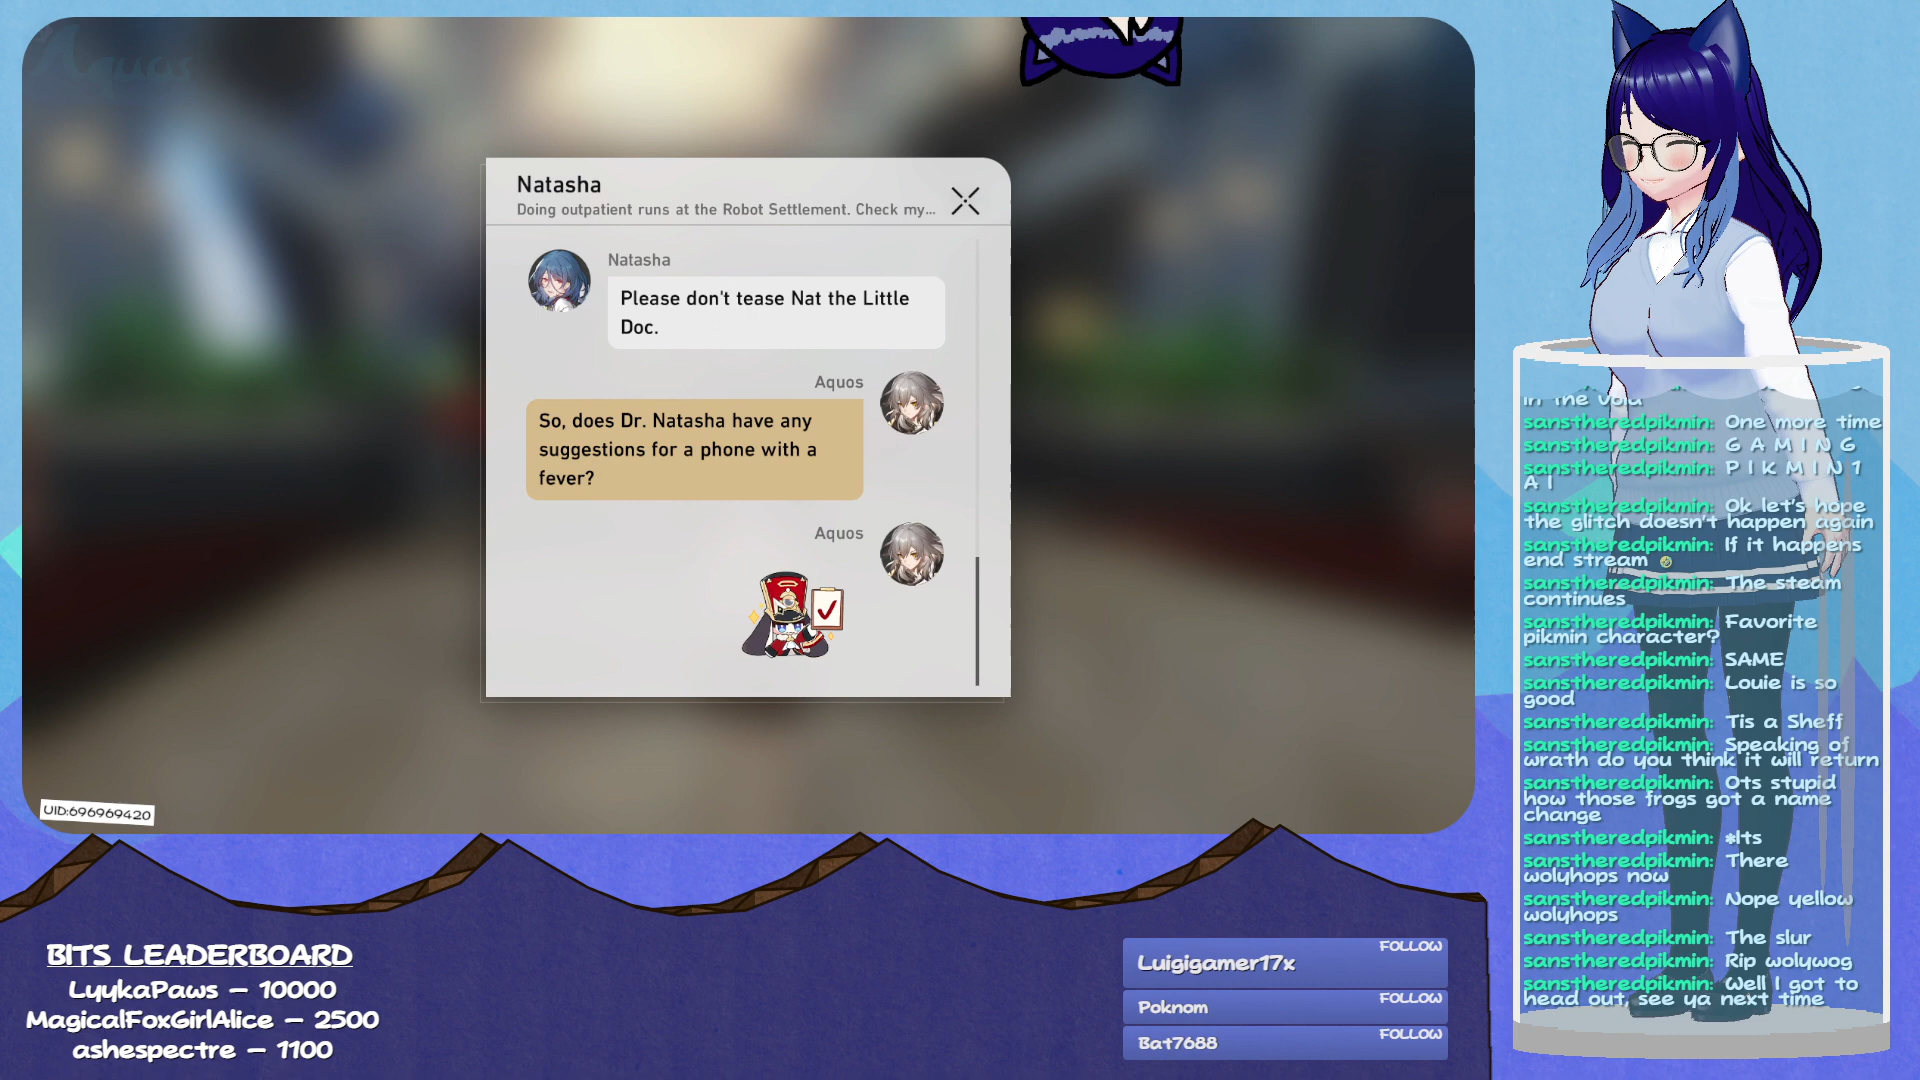 Aquos
Natasha
Doing outpatient runs at the Robot Settlement. Check my...
Natasha
Please don't tease Nat the Little
Doc.
Aquos
So, does Dr. Natasha have any
suggestions for a phone with a
fever?
Aquos
UID:696969420
BITS LEADERBOARD
LyykaPaws – 10000
MagicalFoxGirlAlice – 2500
ashespectre – 1100
Luigigamer17x FOLLOW
Poknom FOLLOW
Bat7688 FOLLOW
in the void
sanstheredpikmin: One more time
sanstheredpikmin: G A M I N G
sanstheredpikmin: P I K M I N 1
A I
sanstheredpikmin: Ok let's hope
the glitch doesn't happen again
sanstheredpikmin: If it happens
end stream
sanstheredpikmin: The steam
continues
sanstheredpikmin: Favorite
pikmin character?
sanstheredpikmin: SAME
sanstheredpikmin: Louie is so
good
sanstheredpikmin: Tis a Sheff
sanstheredpikmin: Speaking of
wrath do you think it will return
sanstheredpikmin: Ots stupid
how those frogs got a name
change
sanstheredpikmin: *Its
sanstheredpikmin: There
wolyhops now
sanstheredpikmin: Nope yellow
wolyhops
sanstheredpikmin: The slur
sanstheredpikmin: Rip wolywog
sanstheredpikmin: Well I got to
head out, see ya next time